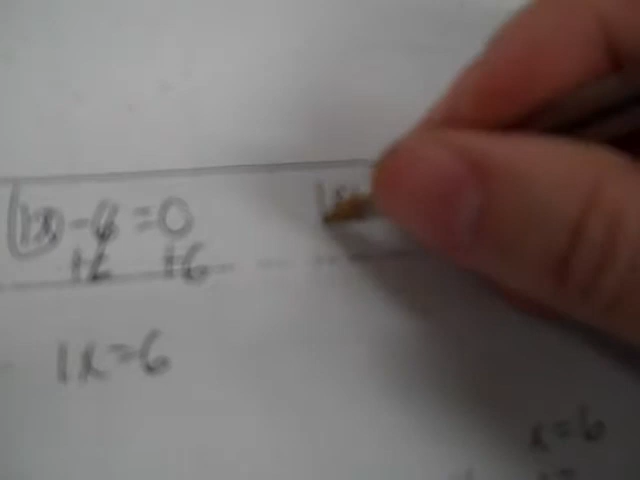 1x - 6 = 0
+6 +6
1x = 6
x = 6